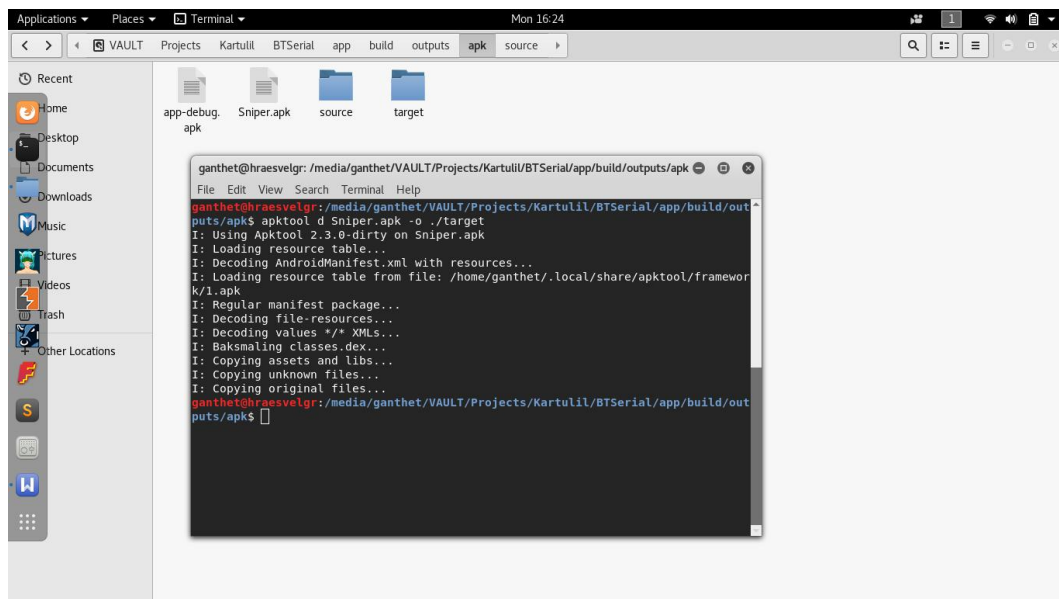 Applications Places Terminal Mon 16:24 1
VAULT Projects Kartulil BTSerial app build outputs apk source
Recent
Home
Desktop
Documents
Downloads
Music
Pictures
Videos
Trash
+ Other Locations
app-debug.apk
Sniper.apk
source
target
ganthet@hraesvelgr: /media/ganthet/VAULT/Projects/Kartulil/BTSerial/app/build/outputs/apk
File Edit View Search Terminal Help
ganthet@hraesvelgr:/media/ganthet/VAULT/Projects/Kartulil/BTSerial/app/build/out
puts/apk$ apktool d Sniper.apk -o ./target
I: Using Apktool 2.3.0-dirty on Sniper.apk
I: Loading resource table...
I: Decoding AndroidManifest.xml with resources...
I: Loading resource table from file: /home/ganthet/.local/share/apktool/framewor
k/1.apk
I: Regular manifest package...
I: Decoding file-resources...
I: Decoding values */* XMLs...
I: Baksmaling classes.dex...
I: Copying assets and libs...
I: Copying unknown files...
I: Copying original files...
ganthet@hraesvelgr:/media/ganthet/VAULT/Projects/Kartulil/BTSerial/app/build/out
puts/apk$